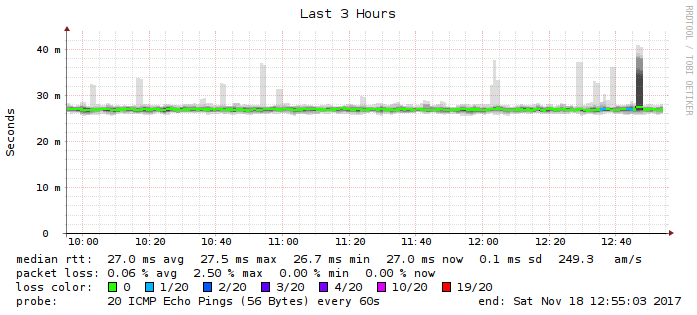 Last 3 Hours
RRDTOOL / TOBI OETIKER
Seconds
40 m
30 m
20 m
10 m
0
10:00 10:20 10:40 11:00 11:20 11:40 12:00 12:20 12:40
median rtt: 27.0 ms avg 27.5 ms max 26.7 ms min 27.0 ms now 0.1 ms sd 249.3 am/s
packet loss: 0.06 % avg 2.50 % max 0.00 % min 0.00 % now
loss color: 0 1/20 2/20 3/20 4/20 10/20 19/20
probe: 20 ICMP Echo Pings (56 Bytes) every 60s end: Sat Nov 18 12:55:03 2017